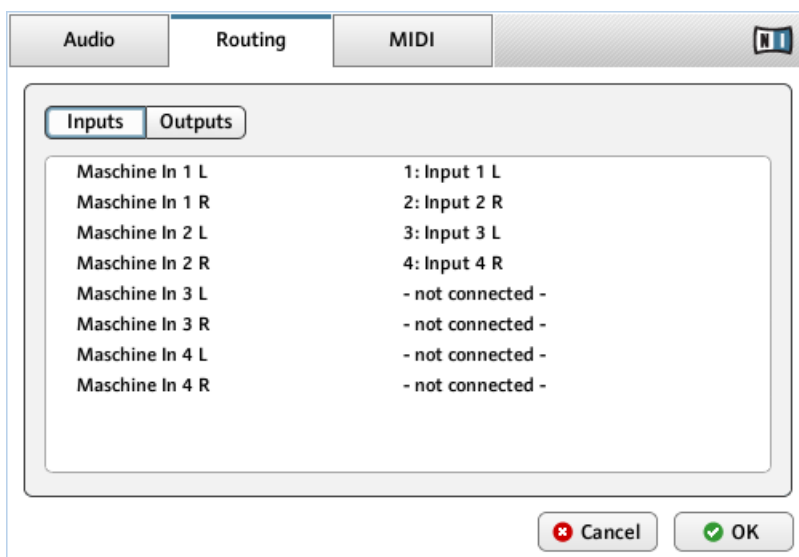 Audio Routing MIDI NI
Inputs Outputs
Maschine In 1 L 1: Input 1 L
Maschine In 1 R 2: Input 2 R
Maschine In 2 L 3: Input 3 L
Maschine In 2 R 4: Input 4 R
Maschine In 3 L - not connected -
Maschine In 3 R - not connected -
Maschine In 4 L - not connected -
Maschine In 4 R - not connected -
Cancel OK